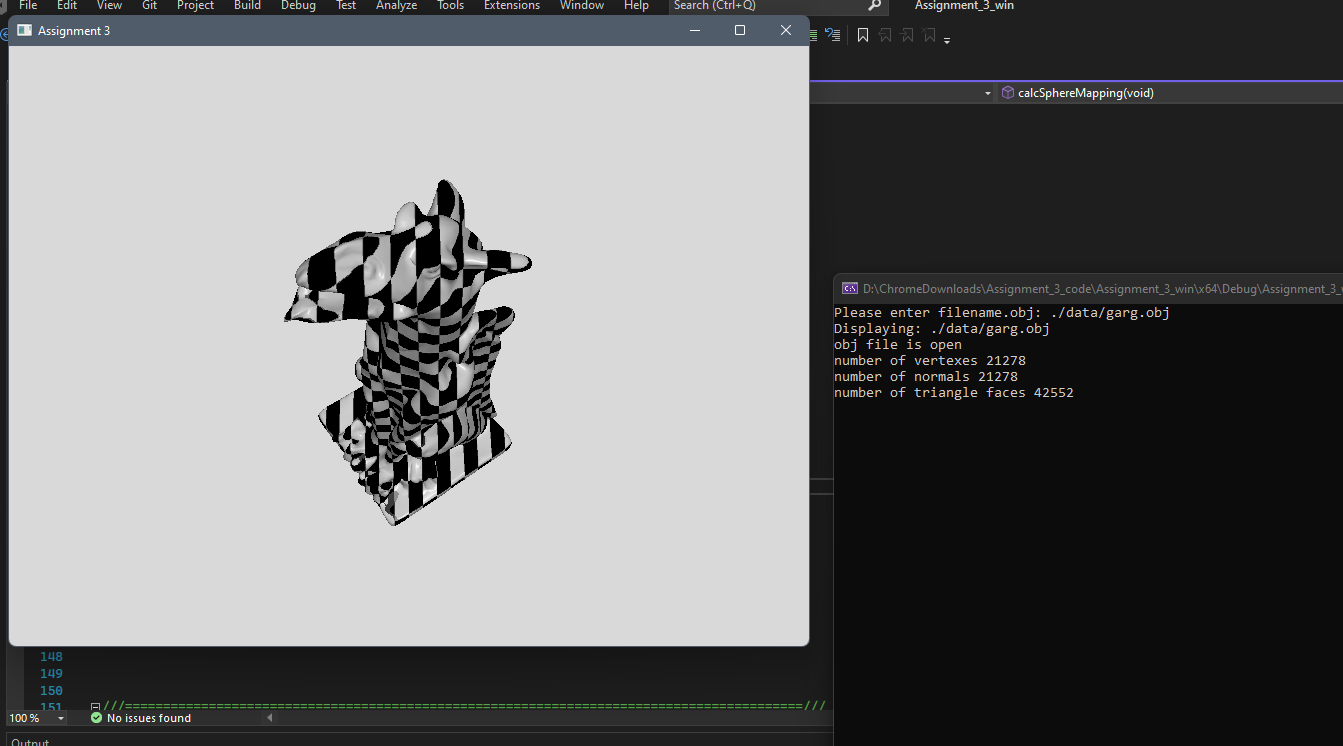 File Edit View Git Project Build Debug Test Analyze Tools Extensions Window Help Search (Ctrl+Q) Assignment_3_win
Assignment 3
calcSphereMapping(void)
D:\ChromeDownloads\Assignment_3_code\Assignment_3_win\x64\Debug\Assignment_3_
Please enter filename.obj: ./data/garg.obj
Displaying: ./data/garg.obj
obj file is open
number of vertexes 21278
number of normals 21278
number of triangle faces 42552
148
149
150
151 ///========================================================================================///
100 % No issues found
Output